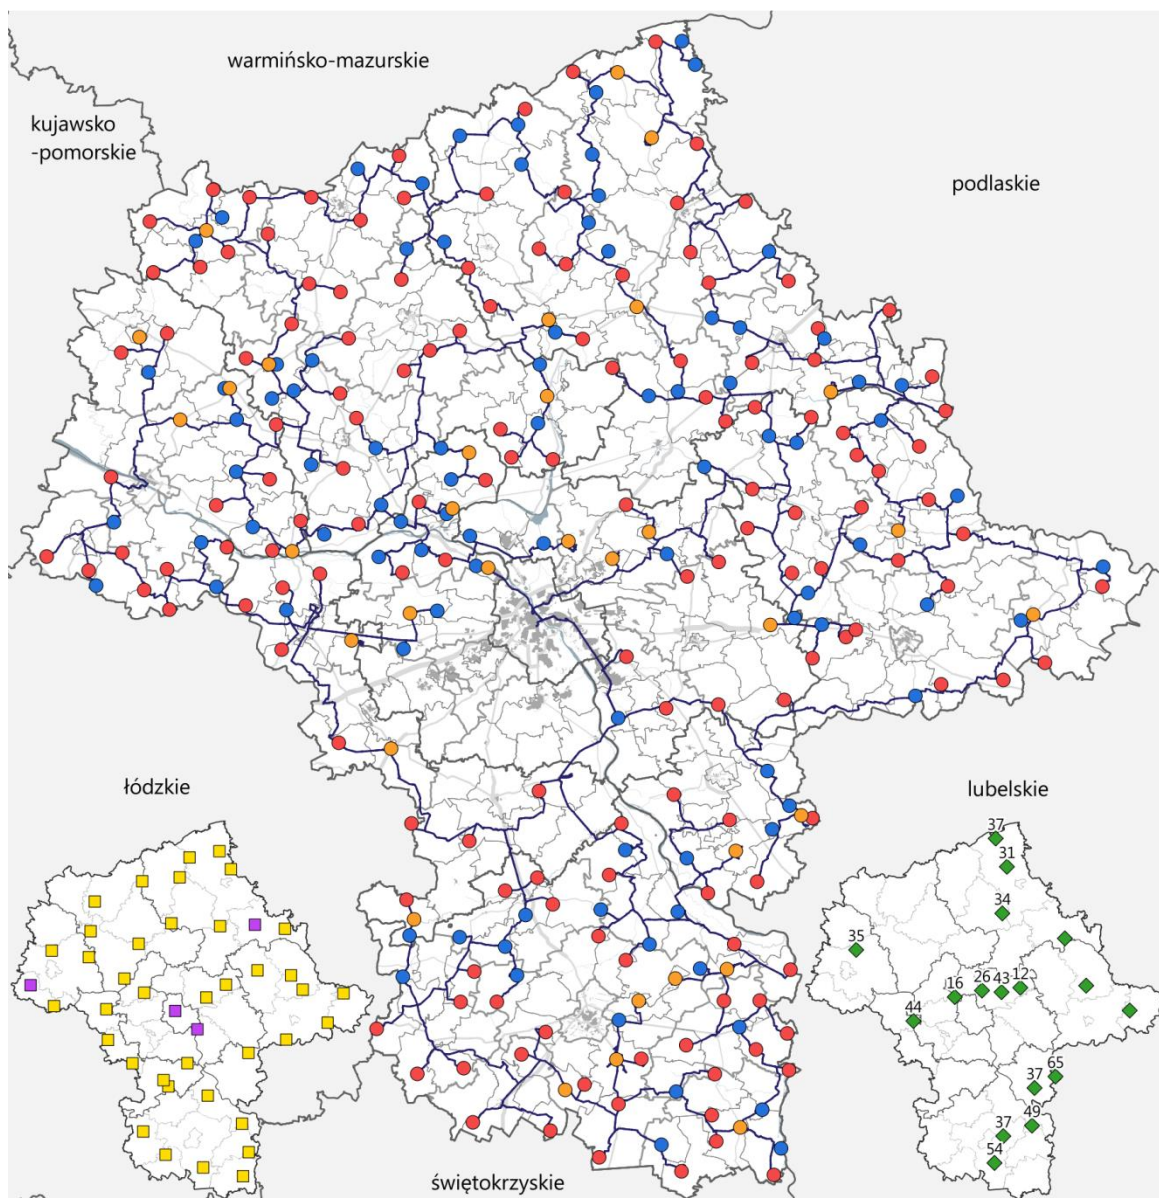 warmińsko-mazurskie
kujawsko
-pomorskie
podlaskie
łódzkie
lubelskie
37
31
34
35
16
26
43
12
44
37
65
37
49
54
świętokrzyskie